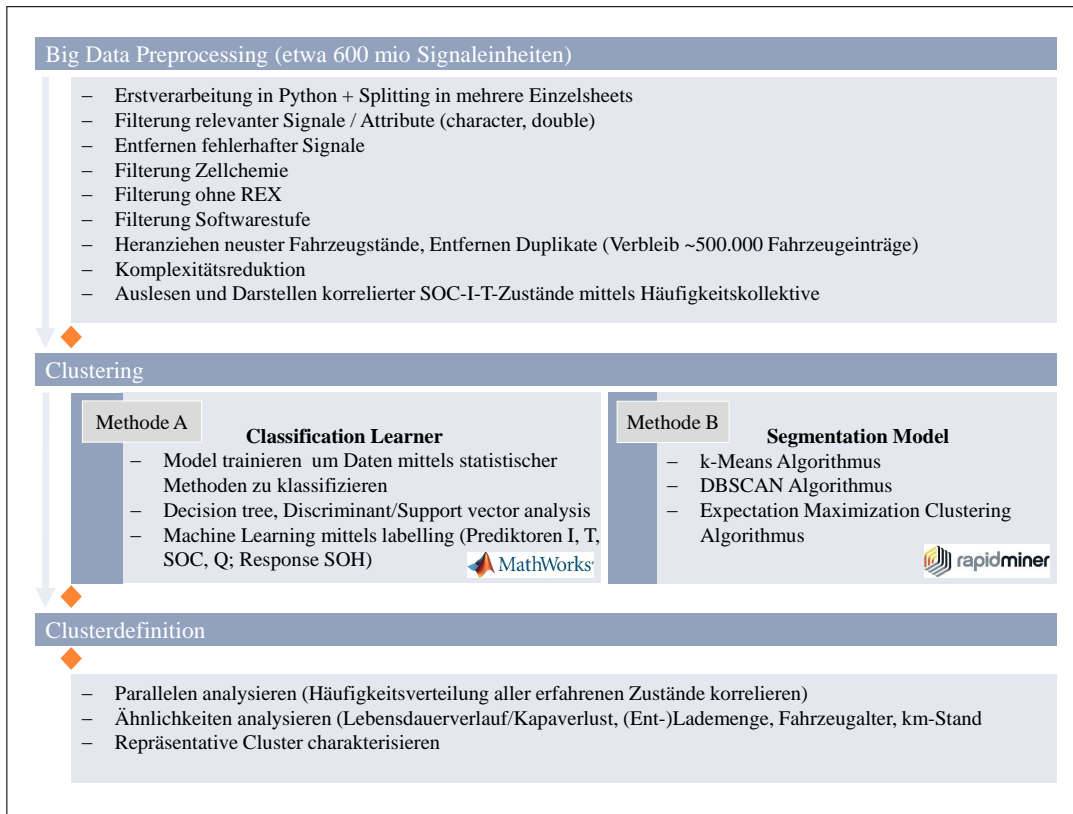 Big Data Preprocessing (etwa 600 mio Signaleinheiten)
– Erstverarbeitung in Python + Splitting in mehrere Einzelsheets
– Filterung relevanter Signale / Attribute (character, double)
– Entfernen fehlerhafter Signale
– Filterung Zellchemie
– Filterung ohne REX
– Filterung Softwarestufe
– Heranziehen neuster Fahrzeugstände, Entfernen Duplikate (Verbleib ~500.000 Fahrzeugeinträge)
– Komplexitätsreduktion
– Auslesen und Darstellen korrelierter SOC-I-T-Zustände mittels Häufigkeitskollektive
Clustering
Methode A
Classification Learner
– Model trainieren um Daten mittels statistischer
Methoden zu klassifizieren
– Decision tree, Discriminant/Support vector analysis
– Machine Learning mittels labelling (Prediktoren I, T,
SOC, Q; Response SOH)
MathWorks
Methode B
Segmentation Model
– k-Means Algorithmus
– DBSCAN Algorithmus
– Expectation Maximization Clustering
Algorithmus
rapidminer
Clusterdefinition
– Parallelen analysieren (Häufigkeitsverteilung aller erfahrenen Zustände korrelieren)
– Ähnlichkeiten analysieren (Lebensdauerverlauf/Kapaverlust, (Ent-)Lademenge, Fahrzeugalter, km-Stand
– Repräsentative Cluster charakterisieren